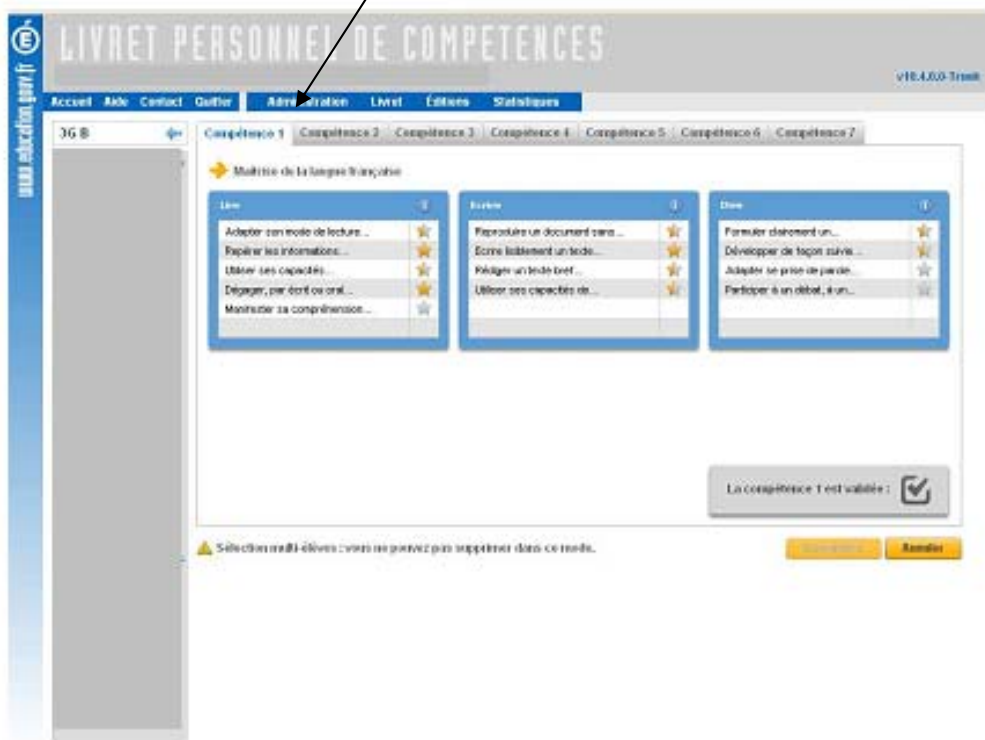 LIVRET PERSONNEL DE COMPETENCES
www.education.gouv.fr
v10.4.0.0-Trunk
Accueil Aide Contact Quitter Administration Livret Éditions Statistiques
3G 8
Compétence 1 Compétence 2 Compétence 3 Compétence 4 Compétence 5 Compétence 6 Compétence 7
Maîtrise de la langue française
Lire
Adapter son mode de lecture...
Repérer les informations...
Utiliser ses capacités...
Dégager, par écrit ou oral...
Manifester sa compréhension...
Ecrire
Reproduire un document sans...
Ecrire lisiblement un texte...
Rédiger un texte bref...
Utiliser ses capacités de...
Dire
Formuler clairement un...
Développer de façon suivie...
Adapter sa prise de parole...
Participer à un débat, à un...
La compétence 1 est validée :
Sélection multi-élèves : vous ne pouvez pas supprimer dans ce mode.
Annuler